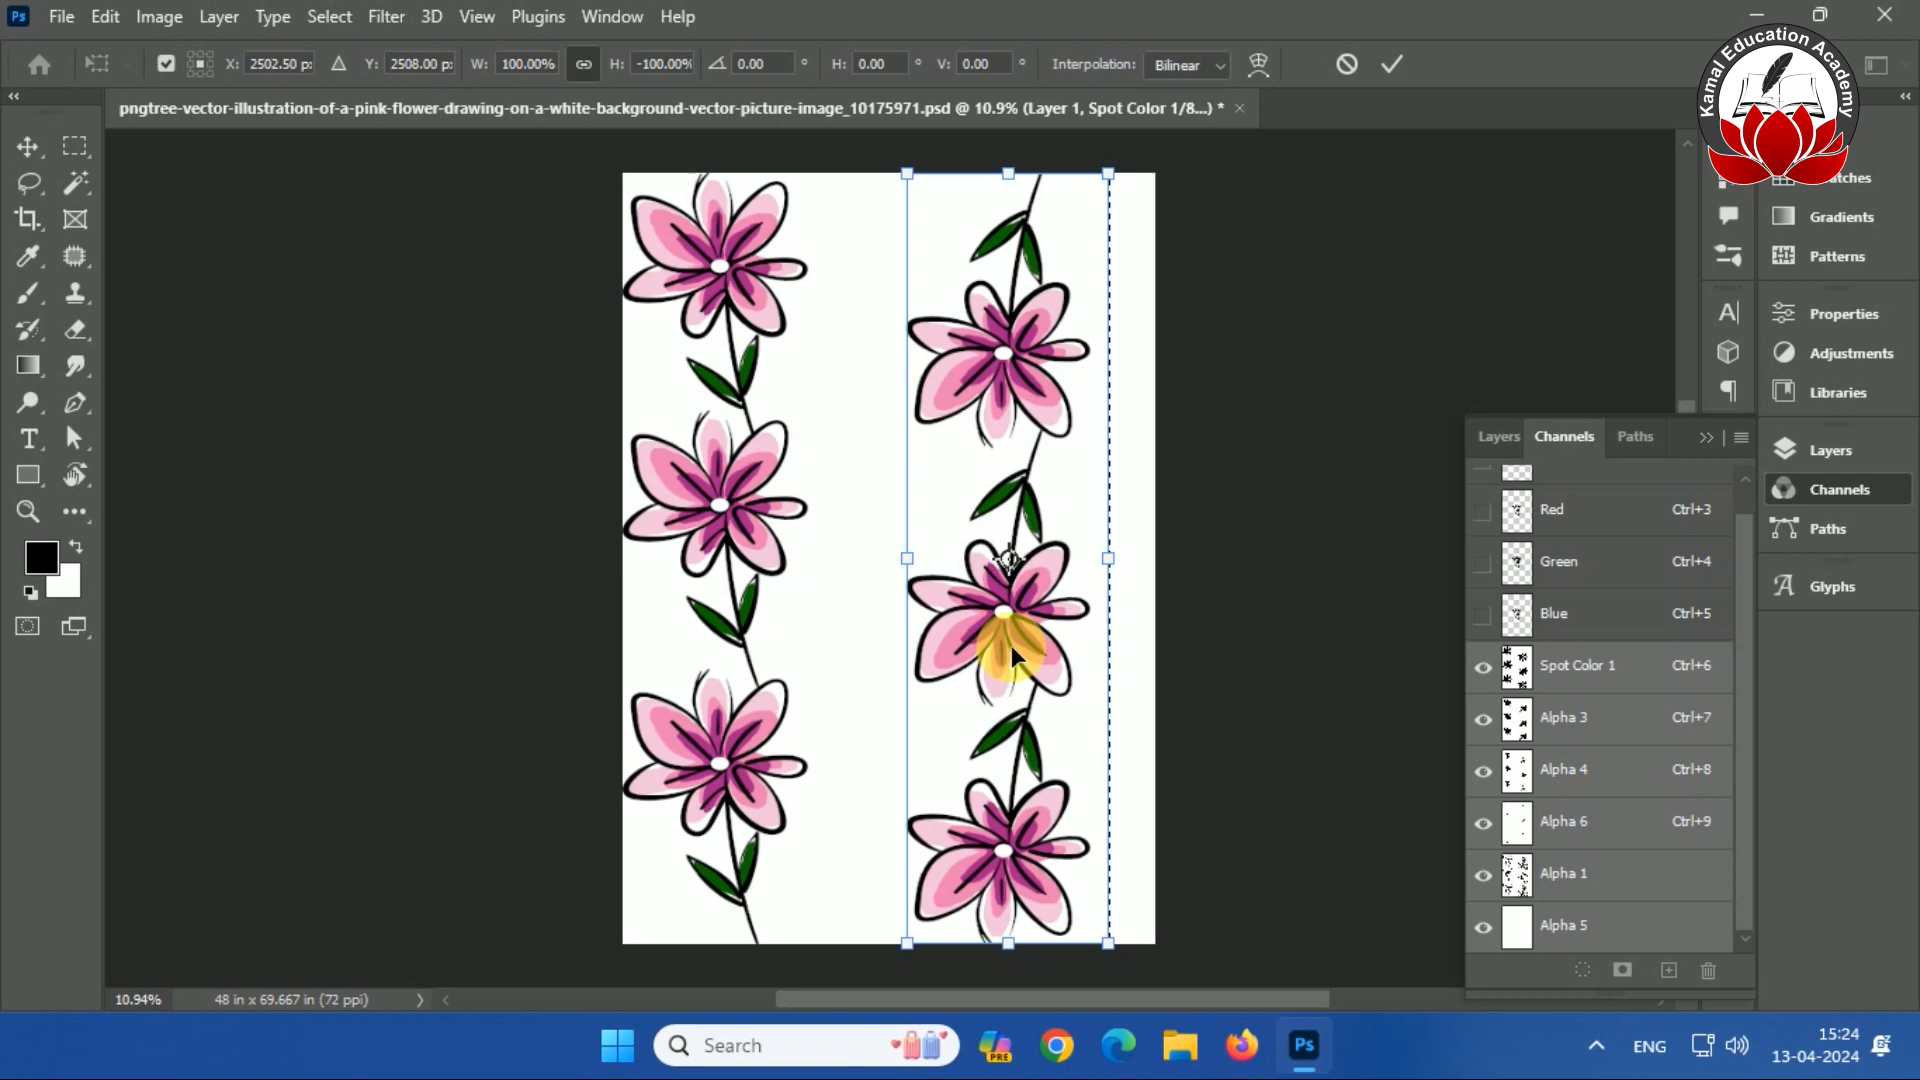 Ps File Edit Image Layer Type Select Filter 3D View Plugins Window Help
X: 2502.50 p: Y: 2508.00 p: W: 100.00% H: -100.00% 0.00 ° H: 0.00 ° V: 0.00 ° Interpolation: Bilinear
Kamal Education Academy
pngtree-vector-illustration-of-a-pink-flower-drawing-on-a-white-background-vector-picture-image_10175971.psd @ 10.9% (Layer 1, Spot Color 1/8...) *
Gradients
Patterns
Properties
Adjustments
Libraries
Layers
Channels
Paths
Glyphs
Layers Channels Paths
Red Ctrl+3
Green Ctrl+4
Blue Ctrl+5
Spot Color 1 Ctrl+6
Alpha 3 Ctrl+7
Alpha 4 Ctrl+8
Alpha 6 Ctrl+9
Alpha 1
Alpha 5
10.94% 48 in x 69.667 in (72 ppi)
Search
PRE
Ps
ENG
15:24
13-04-2024